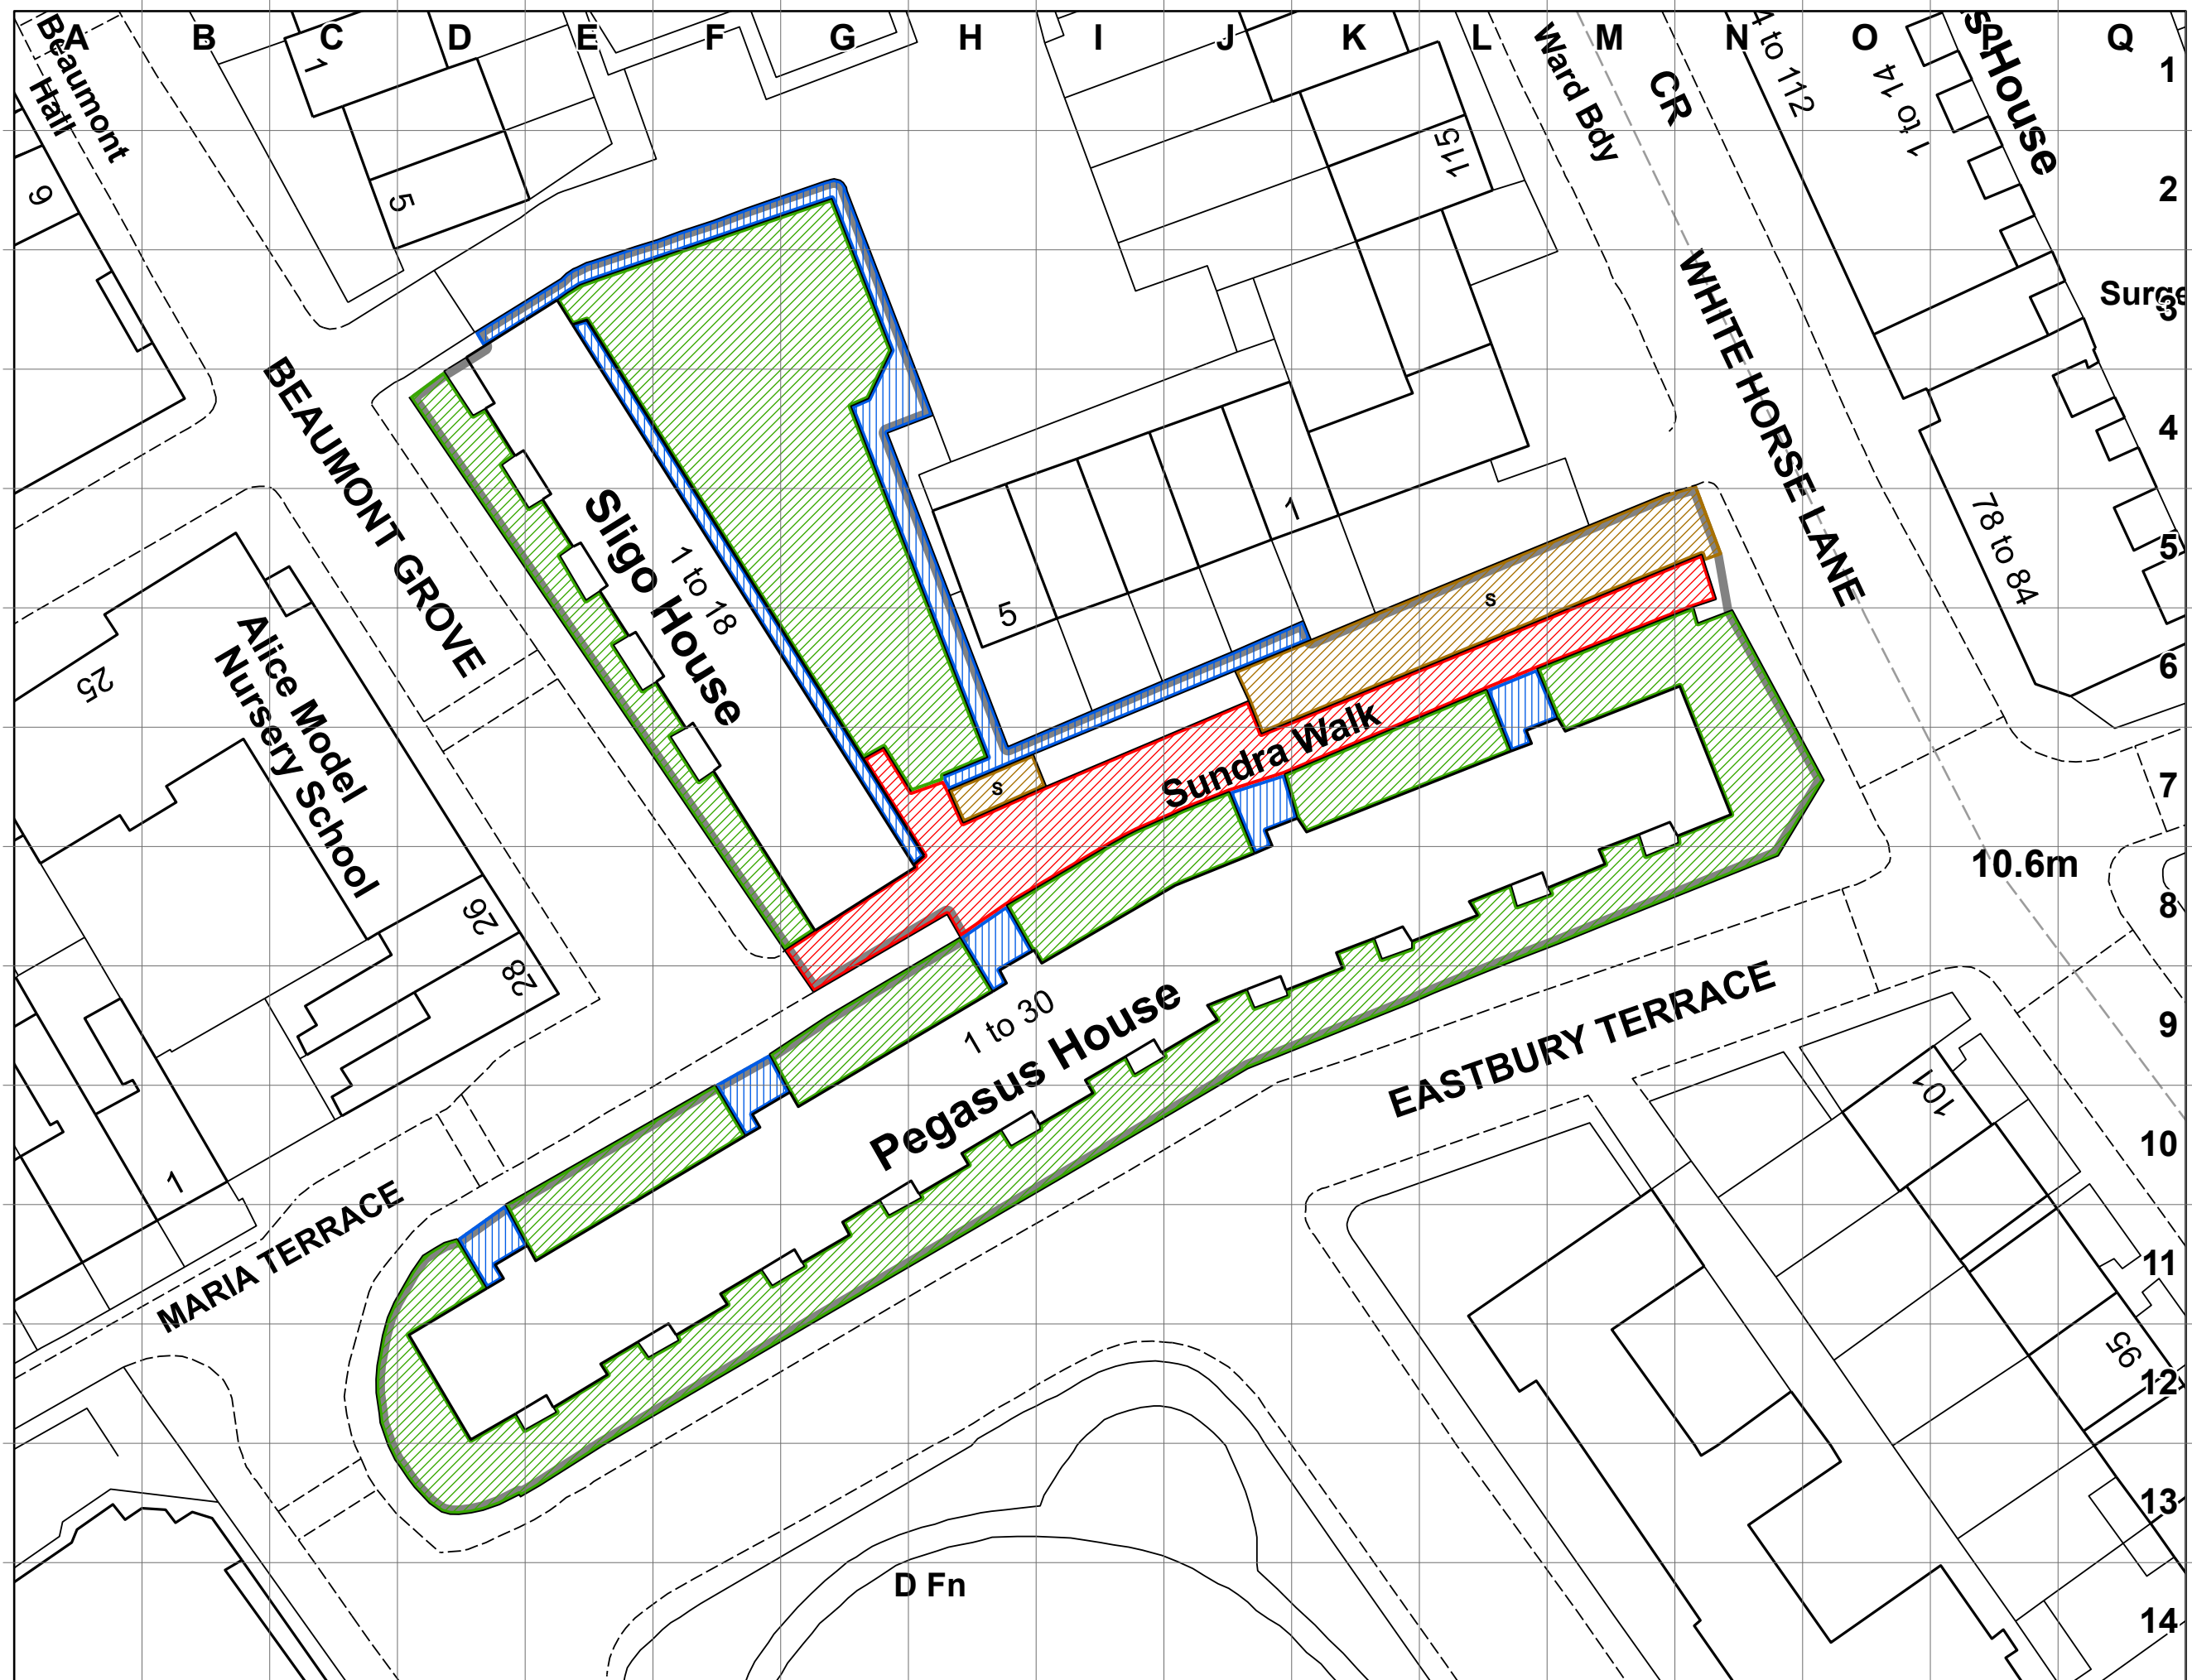 A B C D E F G H I J K L M N O P Q
1
2
3
4
5
6
7
8
9
10
11
12
13
14
Beaumont
Hall
9
1
5
115
Ward Bdy
CR
1 to 14
House
Surge
WHITE HORSE LANE
78 to 84
BEAUMONT GROVE
Sligo House
1 to 18
1
5
s
Alice Model
Nursery School
25
26
28
Sundra Walk
s
10.6m
Pegasus House
1 to 30
EASTBURY TERRACE
MARIA TERRACE
1
101
95
D Fn